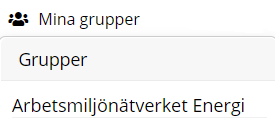 Mina grupper
Grupper
Arbetsmiljönätverket Energi